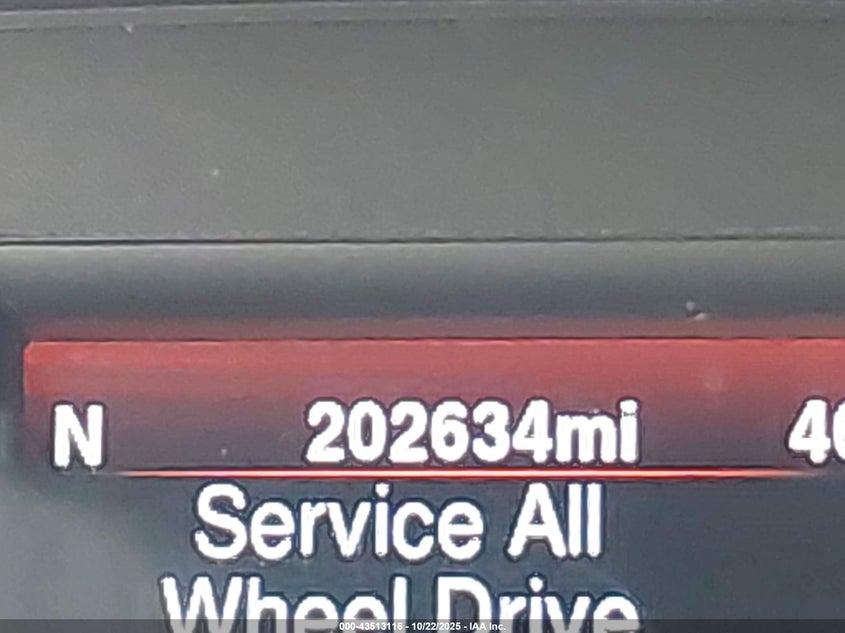 N 202634mi
Service All
Wheel Drive
000-43513116 - 10/22/2025 - IAA Inc.